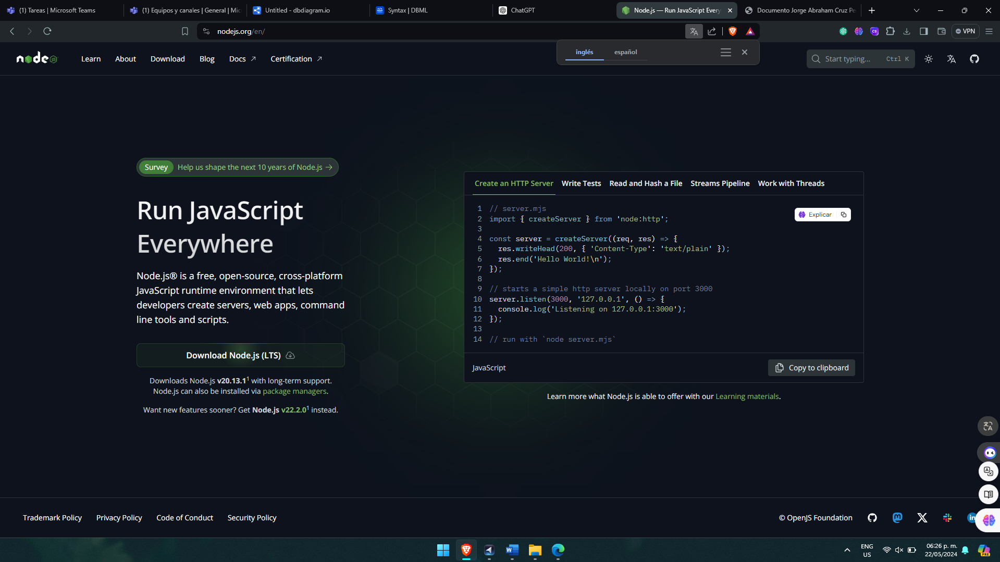 (1) Tareas | Microsoft Teams
(1) Equipos y canales | General | Mic
Untitled - dbdiagram.io
Syntax | DBML
ChatGPT
Node.js — Run JavaScript Every
Documento Jorge Abraham Cruz Pe
nodejs.org/en/
VPN
inglés
español
node
JS
Learn
About
Download
Blog
Docs
Certification
Start typing...
Ctrl K
Survey
Help us shape the next 10 years of Node.js
Run JavaScript
Everywhere
Node.js® is a free, open-source, cross-platform
JavaScript runtime environment that lets
developers create servers, web apps, command
line tools and scripts.
Download Node.js (LTS)
Downloads Node.js v20.13.1¹ with long-term support.
Node.js can also be installed via package managers.
Want new features sooner? Get Node.js v22.2.0¹ instead.
Create an HTTP Server
Write Tests
Read and Hash a File
Streams Pipeline
Work with Threads
Explicar
1 // server.mjs
2 import { createServer } from 'node:http';
3
4 const server = createServer((req, res) => {
5   res.writeHead(200, { 'Content-Type': 'text/plain' });
6   res.end('Hello World!\n');
7 });
8
9 // starts a simple http server locally on port 3000
10 server.listen(3000, '127.0.0.1', () => {
11   console.log('Listening on 127.0.0.1:3000');
12 });
13
14 // run with `node server.mjs`
JavaScript
Copy to clipboard
Learn more what Node.js is able to offer with our Learning materials.
Trademark Policy
Privacy Policy
Code of Conduct
Security Policy
© OpenJS Foundation
in
ENG
US
06:26 p. m.
22/05/2024
PRE